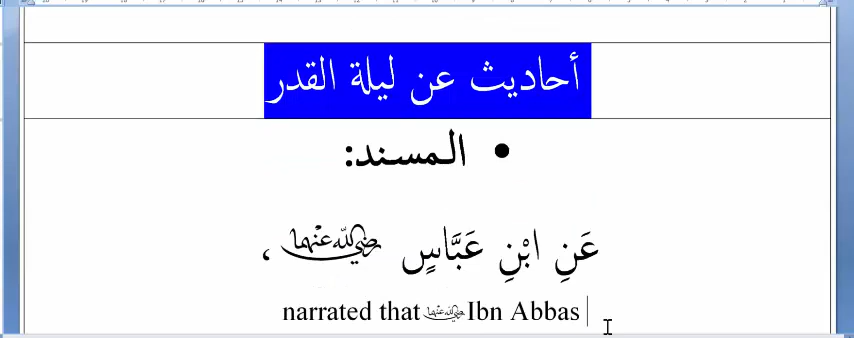 أحاديث عن ليلة القدر
• المسند:
عَنِ ابْنِ عَبَّاسٍ رضي الله عنهما ،
narrated that رضي الله عنهما Ibn Abbas